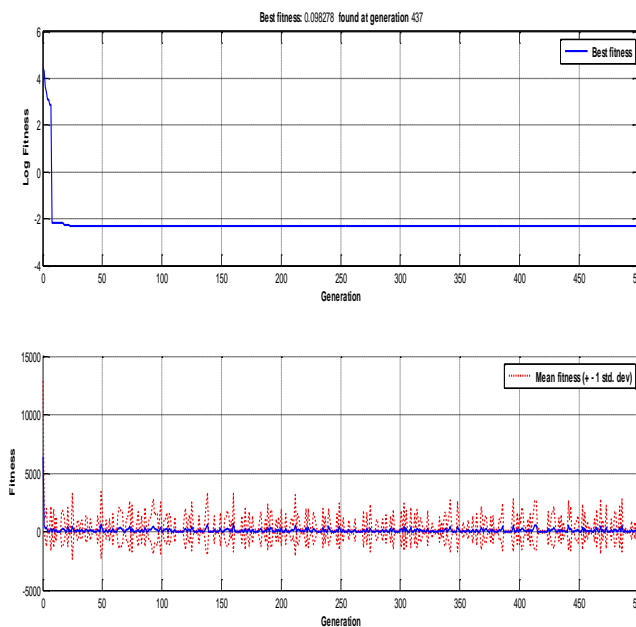 Best fitness: 0.098278 found at generation 437
6
4
2
0
-2
-4
Log Fitness
Best fitness
0 50 100 150 200 250 300 350 400 450
Generation
15000
10000
5000
0
-5000
Fitness
Mean fitness (+ - 1 std. dev)
0 50 100 150 200 250 300 350 400 450
Generation